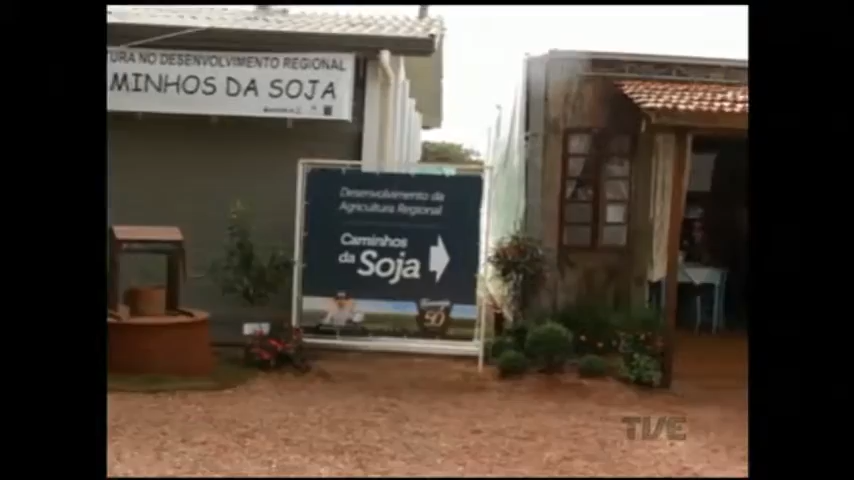 TURA NO DESENVOLVIMENTO REGIONAL
MINHOS DA SOJA
Desenvolvimento da
Agricultura Regional
Caminhos
da Soja
50
TVE